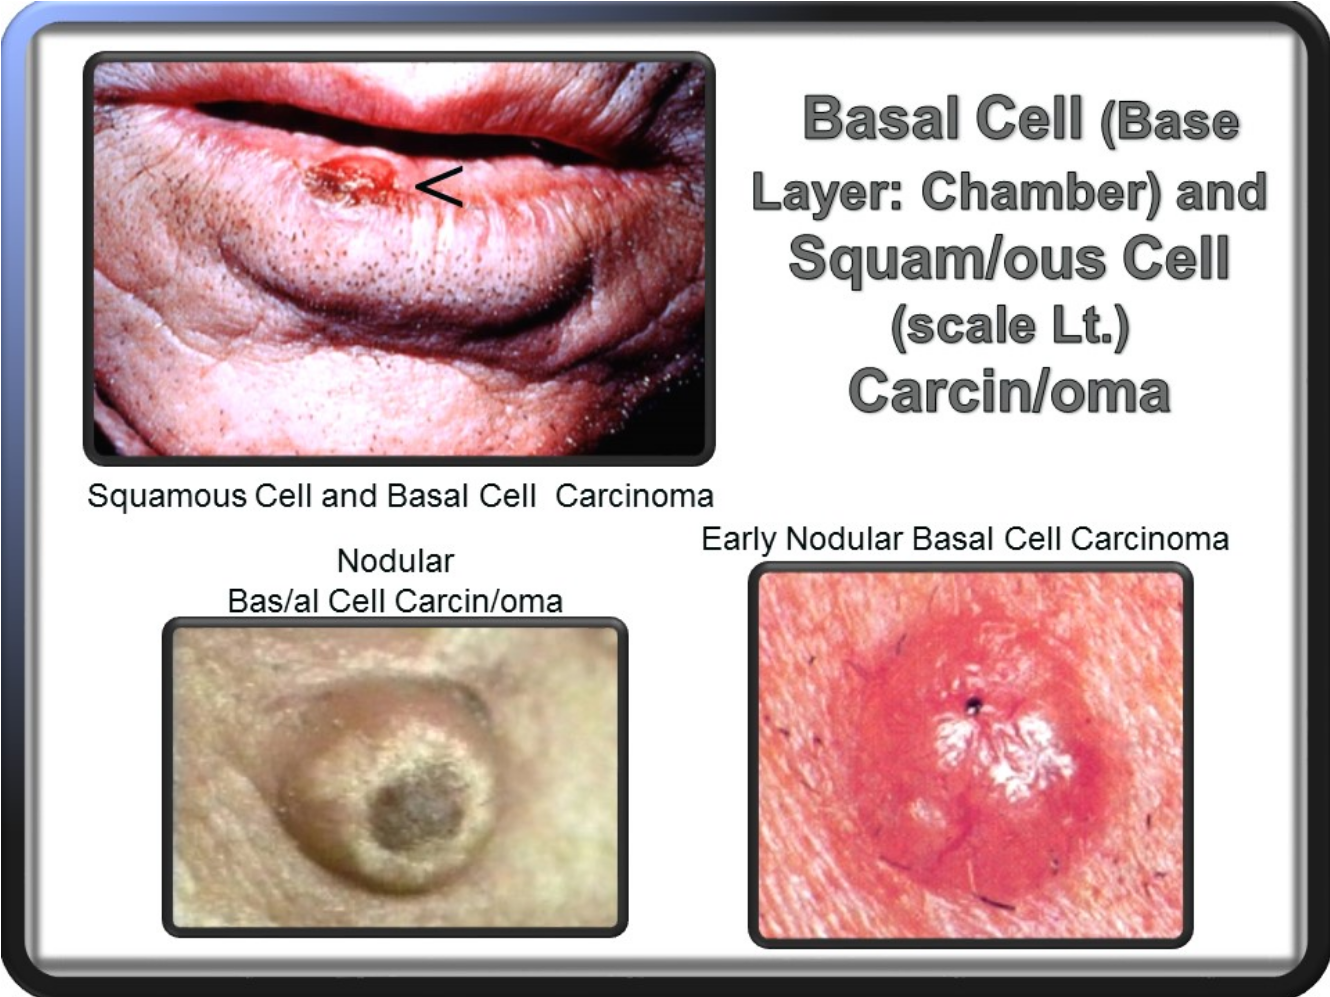 Basal Cell (Base
Layer: Chamber) and
Squam/ous Cell
(scale Lt.)
Carcin/oma
<
Squamous Cell and Basal Cell  Carcinoma
Early Nodular Basal Cell Carcinoma
Nodular
Bas/al Cell Carcin/oma